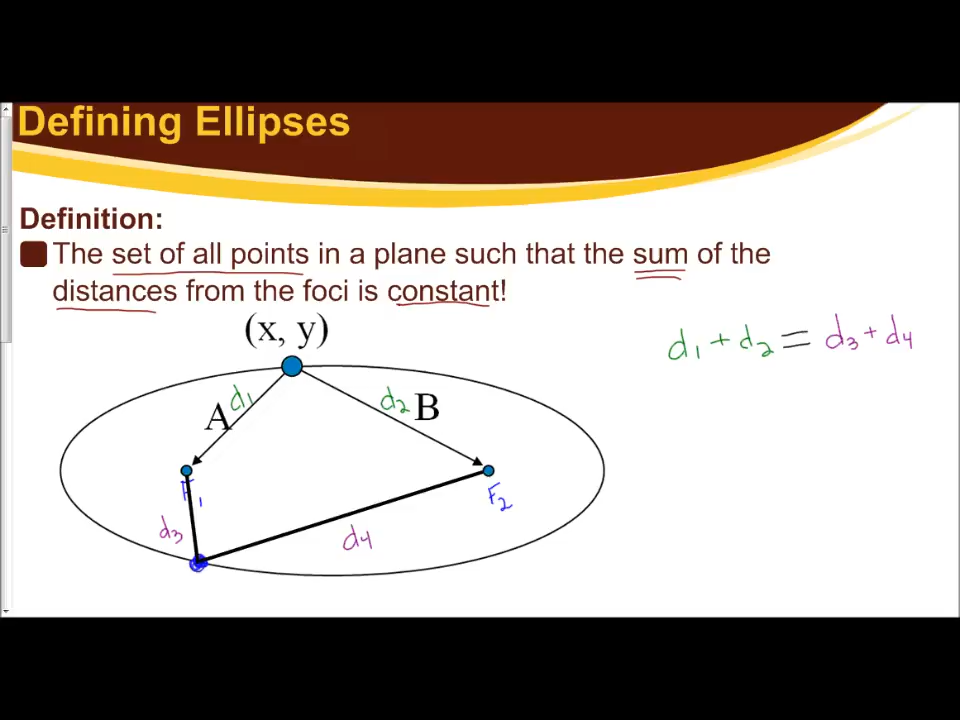 Defining Ellipses
Definition:
The set of all points in a plane such that the sum of the
distances from the foci is constant!
(x, y)
d₁ + d₂ = d₃ + d₄
A d₁ d₂ B
F₁ F₂
d₃ d₄